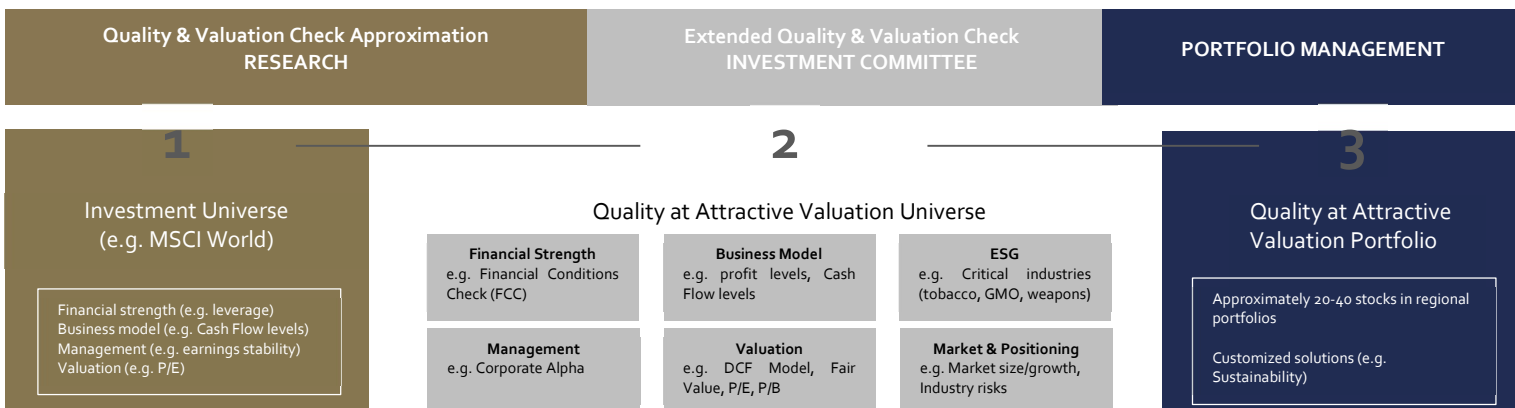 Quality & Valuation Check Approximation
RESEARCH
Extended Quality & Valuation Check
INVESTMENT COMMITTEE
PORTFOLIO MANAGEMENT
1
2
3
Investment Universe
(e.g. MSCI World)
Financial strength (e.g. leverage)
Business model (e.g. Cash Flow levels)
Management (e.g. earnings stability)
Valuation (e.g. P/E)
Quality at Attractive Valuation Universe
Financial Strength
e.g. Financial Conditions
Check (FCC)
Business Model
e.g. profit levels, Cash
Flow levels
ESG
e.g. Critical industries
(tobacco, GMO, weapons)
Management
e.g. Corporate Alpha
Valuation
e.g. DCF Model, Fair
Value, P/E, P/B
Market & Positioning
e.g. Market size/growth,
Industry risks
Quality at Attractive
Valuation Portfolio
Approximately 20-40 stocks in regional
portfolios
Customized solutions (e.g.
Sustainability)